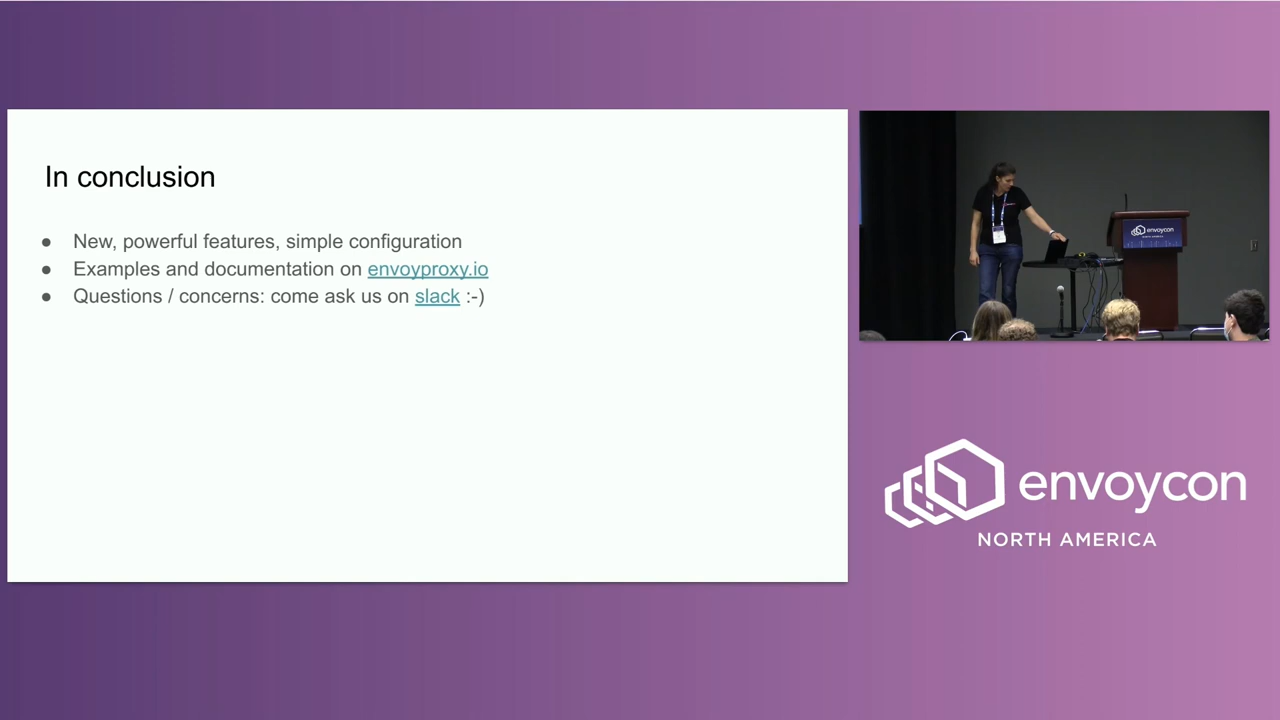 In conclusion
● New, powerful features, simple configuration
● Examples and documentation on envoyproxy.io
● Questions / concerns: come ask us on slack :-)
envoycon
envoycon
NORTH AMERICA